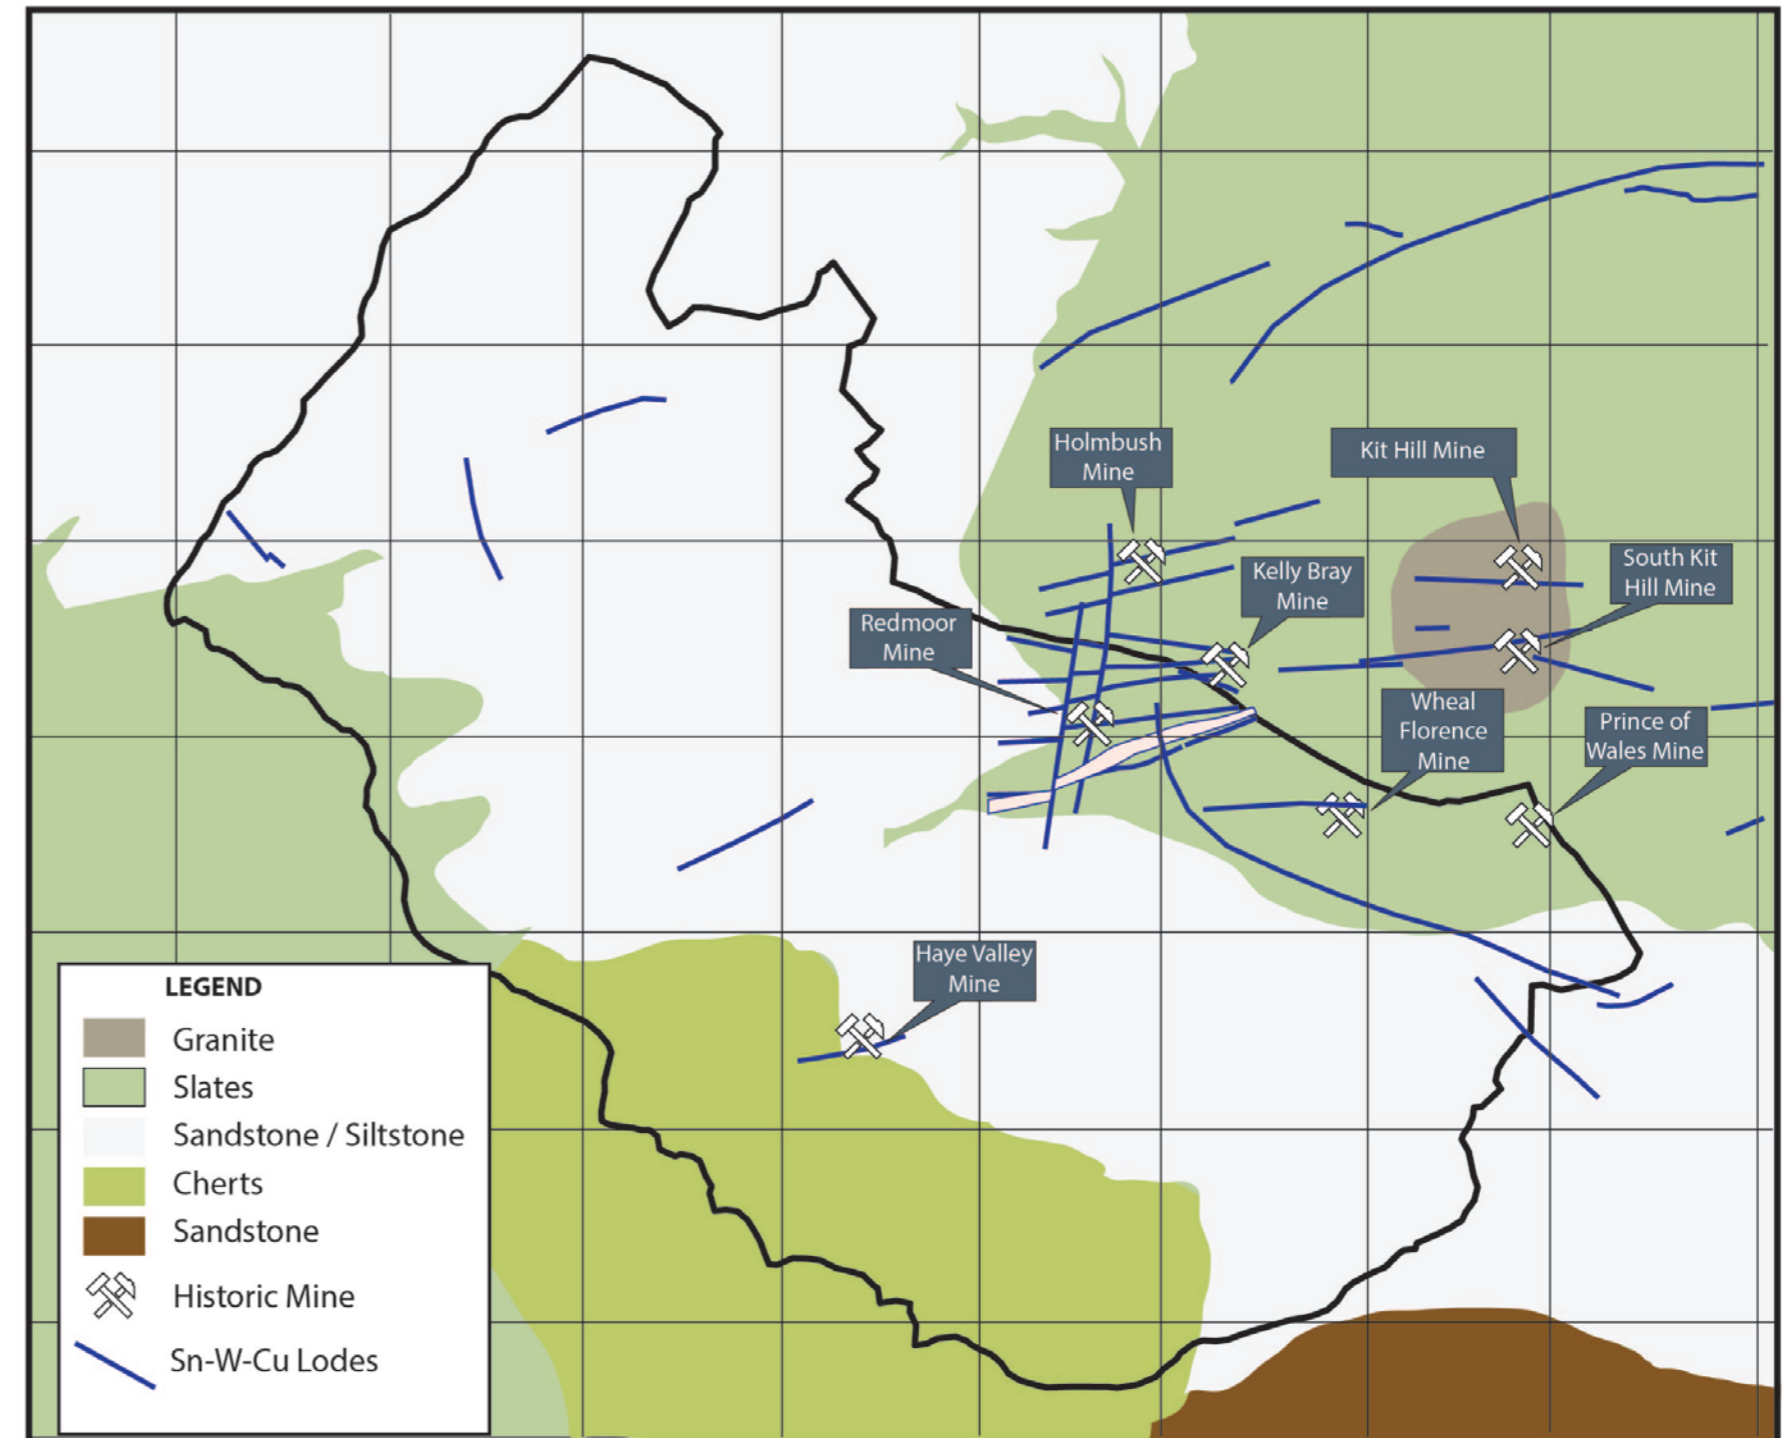 Holmbush
Mine
Kit Hill Mine
South Kit
Hill Mine
Kelly Bray
Mine
Redmoor
Mine
Wheal
Florence
Mine
Prince of
Wales Mine
Haye Valley
Mine
LEGEND
Granite
Slates
Sandstone / Siltstone
Cherts
Sandstone
Historic Mine
Sn-W-Cu Lodes